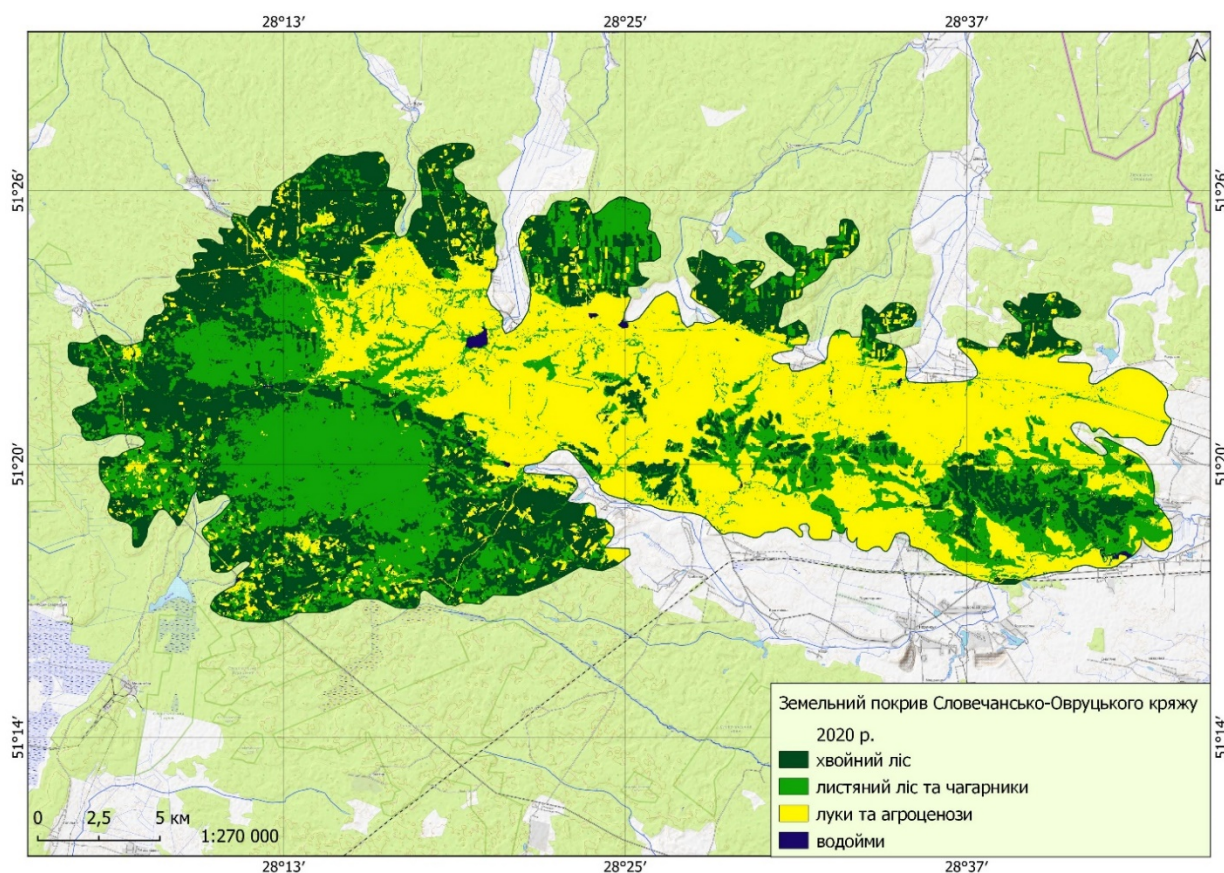 28°13′ 28°25′ 28°37′
51°26′ 51°26′
51°20′ 51°20′
51°14′ 51°14′
Земельний покрив Словечансько-Овруцького кряжу
2020 р.
хвойний ліс
листяний ліс та чагарники
луки та агроценози
водойми
0 2,5 5 км
1:270 000
28°13′ 28°25′ 28°37′